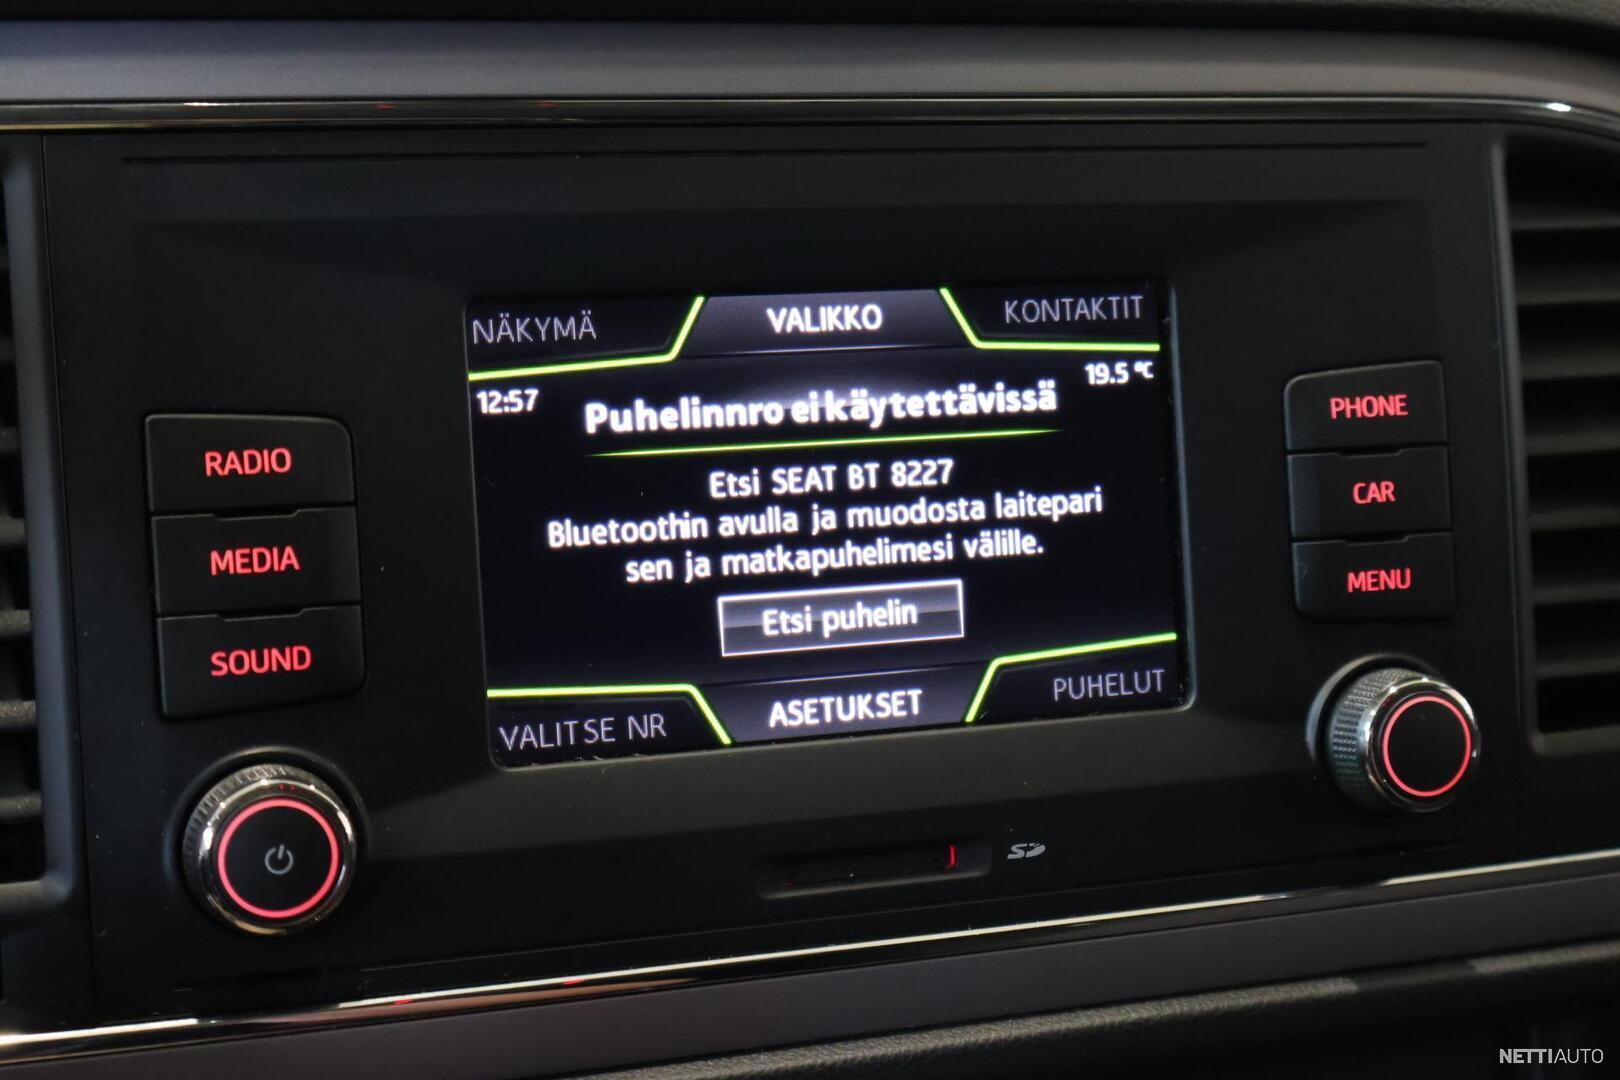 NÄKYMÄ
VALIKKO
KONTAKTIT
12:57
19.5 °C
Puhelinnro ei käytettävissä
Etsi SEAT BT 8227
Bluetoothin avulla ja muodosta laitepari
sen ja matkapuhelimesi välille.
Etsi puhelin
VALITSE NR
ASETUKSET
PUHELUT
RADIO
MEDIA
SOUND
PHONE
CAR
MENU
SD
NETTIAUTO